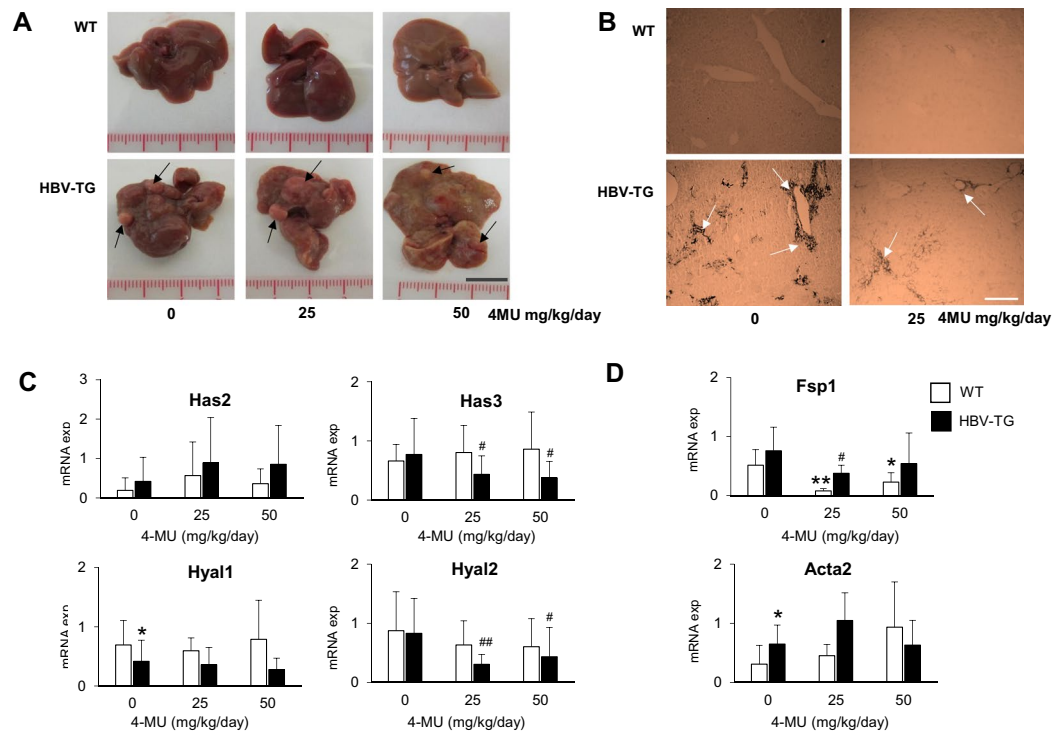 A
WT
HBV-TG
0
25
50
4MU mg/kg/day
B
WT
HBV-TG
0
25
4MU mg/kg/day
C
Has2
mRNA exp
3
2
1
0
0
25
50
4-MU (mg/kg/day)
Has3
mRNA exp
2
1
0
#
#
0
25
50
4-MU (mg/kg/day)
Hyal1
mRNA exp
2
1
0
*
0
25
50
4-MU (mg/kg/day)
Hyal2
mRNA exp
2
1
0
##
#
0
25
50
4-MU (mg/kg/day)
D
Fsp1
WT
HBV-TG
mRNA exp
2
1
0
**
#
*
0
25
50
4-MU (mg/kg/day)
Acta2
mRNA exp
2
1
0
*
0
25
50
4-MU (mg/kg/day)